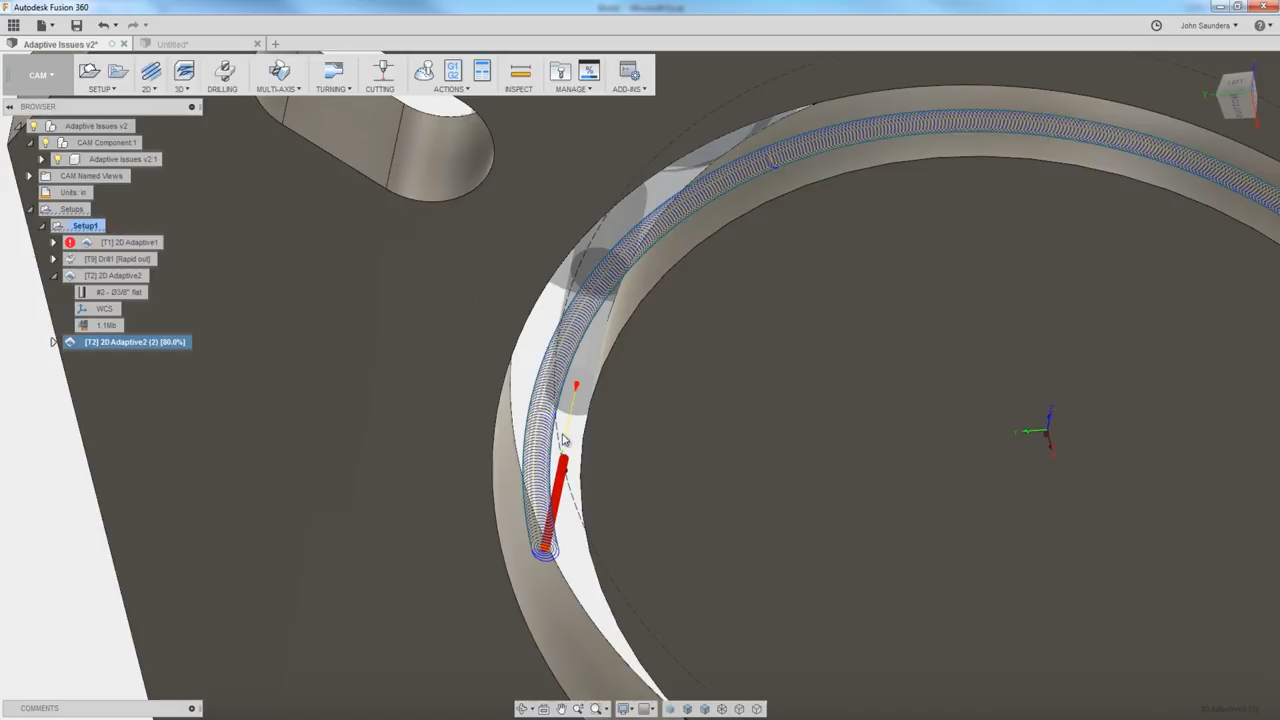 Autodesk Fusion 360
John Saunders
Adaptive Issues v2*
Untitled*
CAM
SETUP
2D
3D
DRILLING
MULTI-AXIS
TURNING
CUTTING
G1
G2
ACTIONS
INSPECT
MANAGE
ADD-INS
BROWSER
Adaptive Issues v2
CAM Component:1
Adaptive Issues v2:1
CAM Named Views
Units: in
Setups
Setup1
[T1] 2D Adaptive1
[T9] Drill1 [Rapid out]
[T2] 2D Adaptive2
#2 - Ø3/8" flat
WCS
1.1Mb
[T2] 2D Adaptive2 (2) [80.0%]
COMMENTS